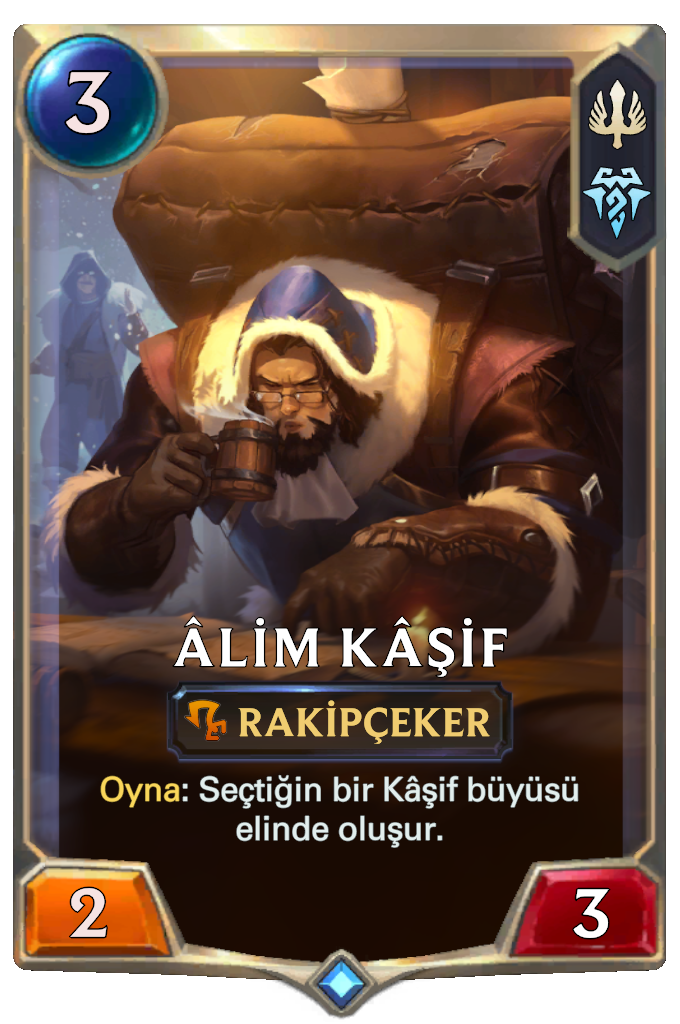 3
ÂLİM KÂŞİF
RAKİPÇEKER
Oyna: Seçtiğin bir Kâşif büyüsü
elinde oluşur.
2
3